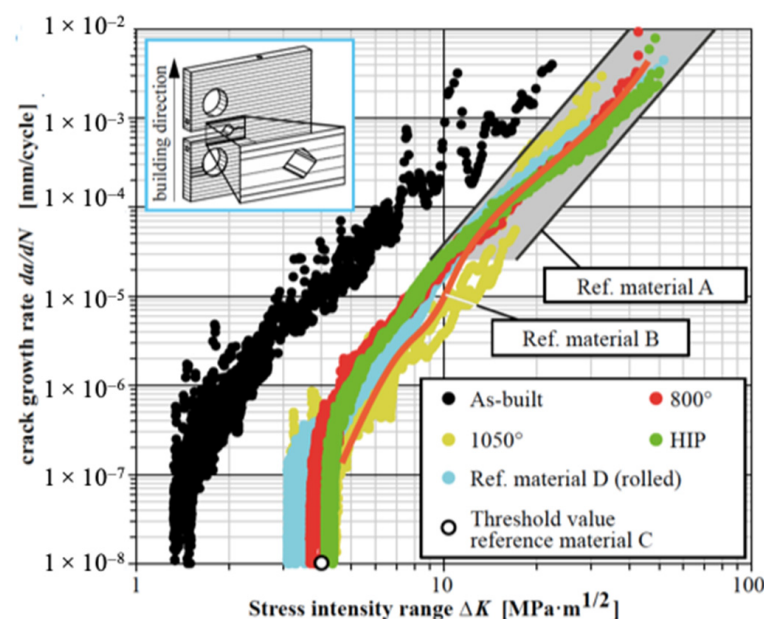 1 × 10⁻²
1 × 10⁻³
1 × 10⁻⁴
1 × 10⁻⁵
1 × 10⁻⁶
1 × 10⁻⁷
1 × 10⁻⁸
crack growth rate da/dN [mm/cycle]
building direction
Ref. material A
Ref. material B
As-built
800°
1050°
HIP
Ref. material D (rolled)
Threshold value
reference material C
1
10
100
Stress intensity range ΔK [MPa·m¹/²]